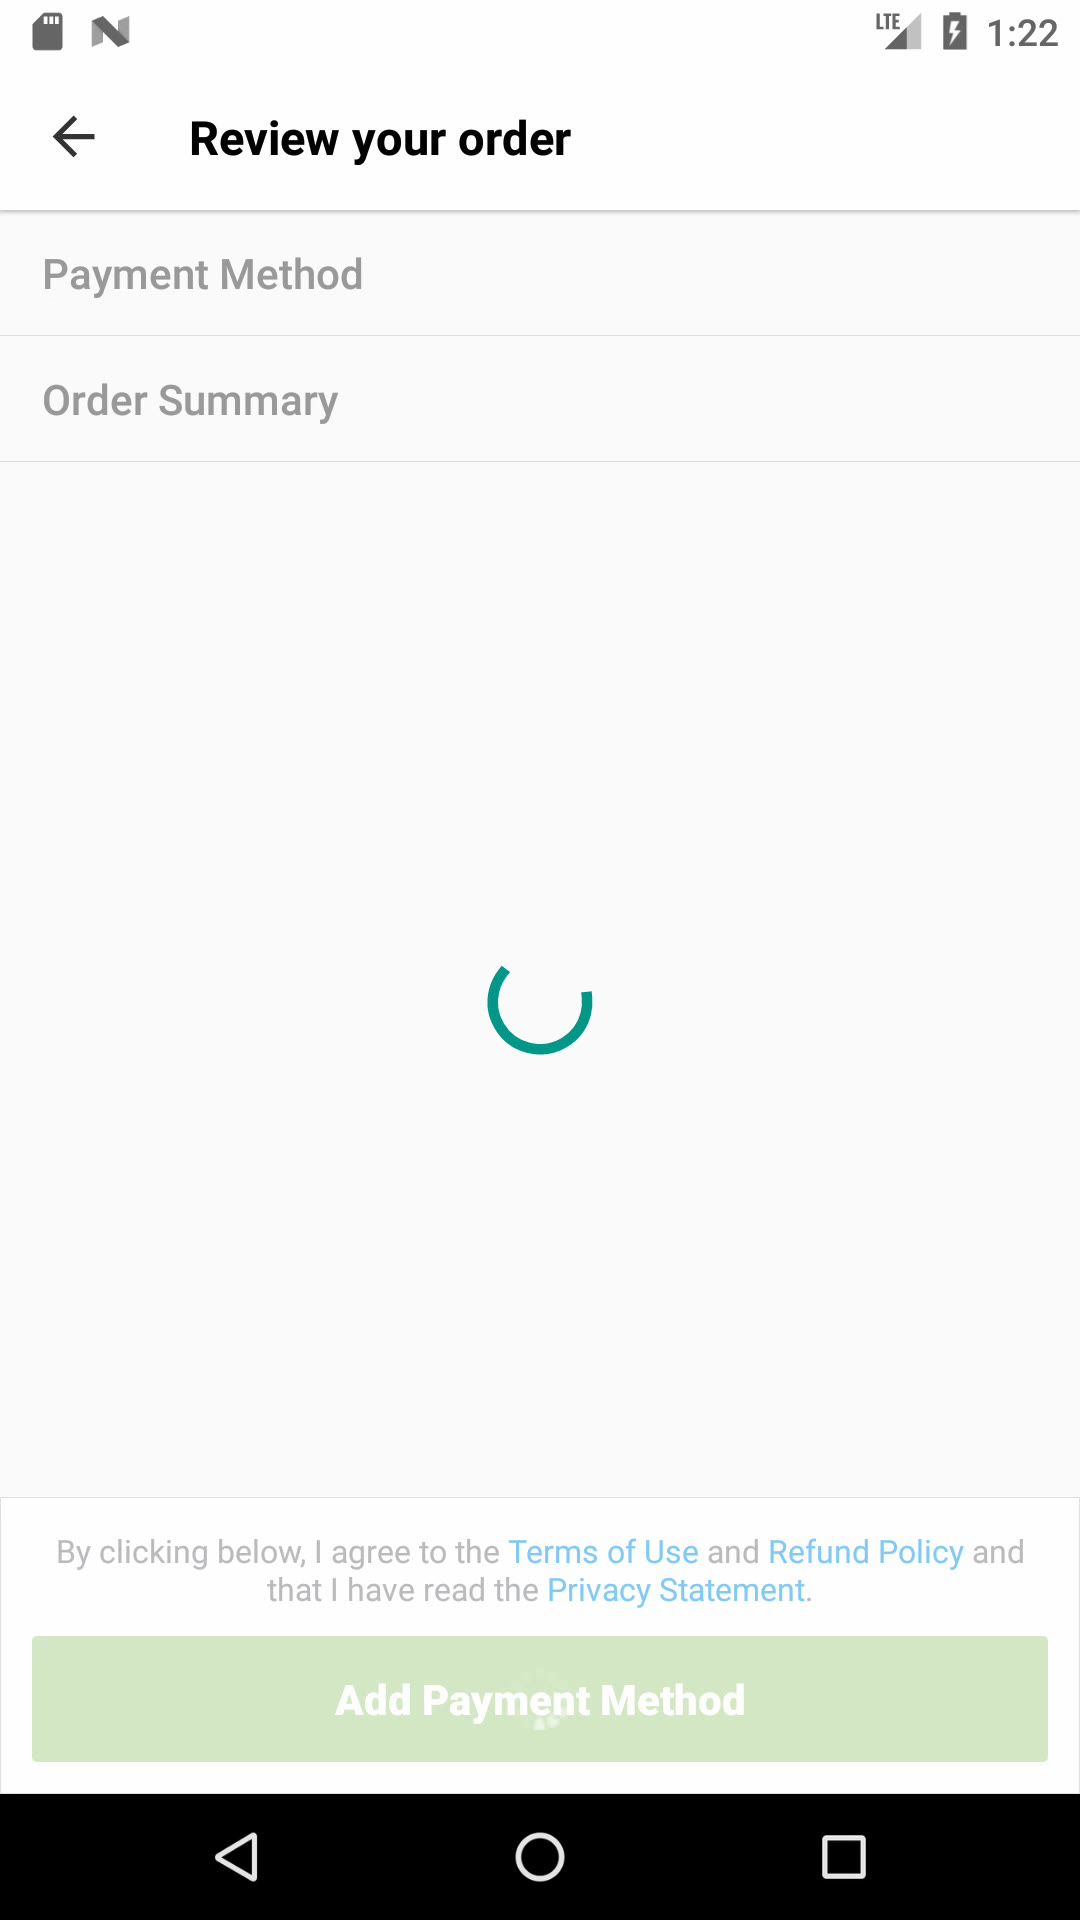 LTE 1:22
Review your order
Payment Method
Order Summary
By clicking below, I agree to the Terms of Use and Refund Policy and
that I have read the Privacy Statement.
Add Payment Method